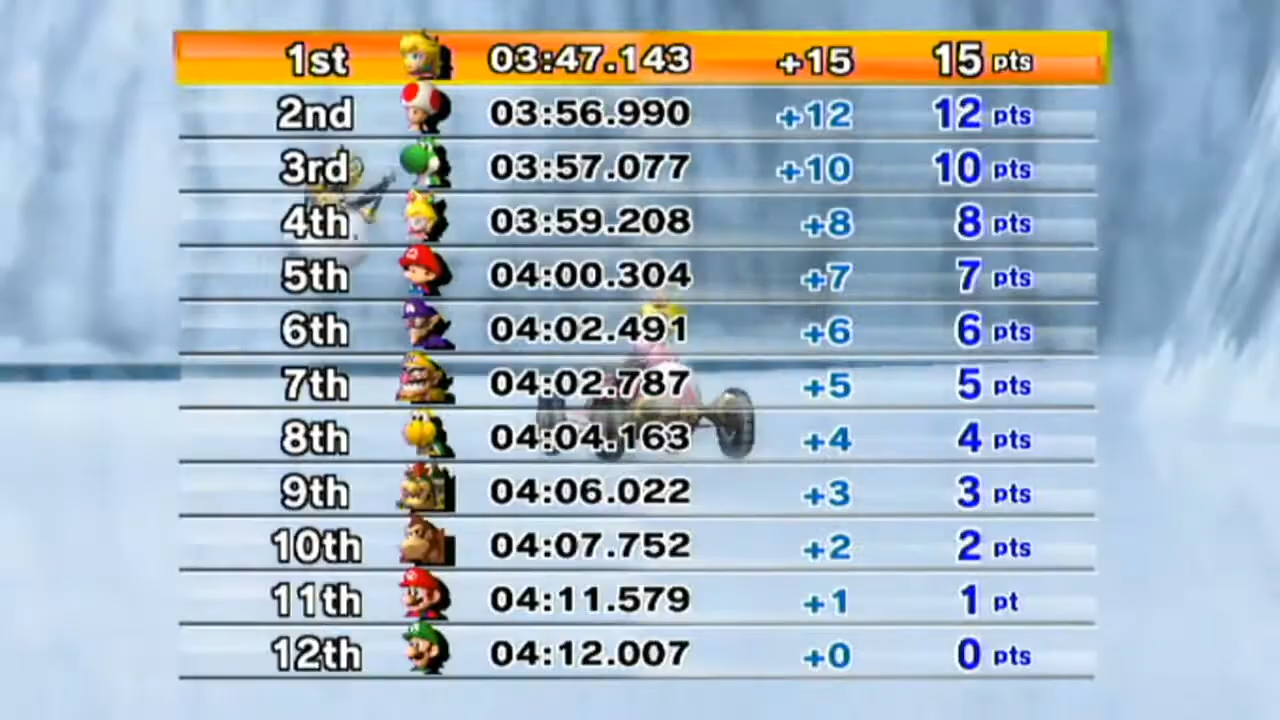 1st 03:47.143 +15 15 pts
2nd 03:56.990 +12 12 pts
3rd 03:57.077 +10 10 pts
4th 03:59.208 +8 8 pts
5th 04:00.304 +7 7 pts
6th 04:02.491 +6 6 pts
7th 04:02.787 +5 5 pts
8th 04:04.163 +4 4 pts
9th 04:06.022 +3 3 pts
10th 04:07.752 +2 2 pts
11th 04:11.579 +1 1 pt
12th 04:12.007 +0 0 pts